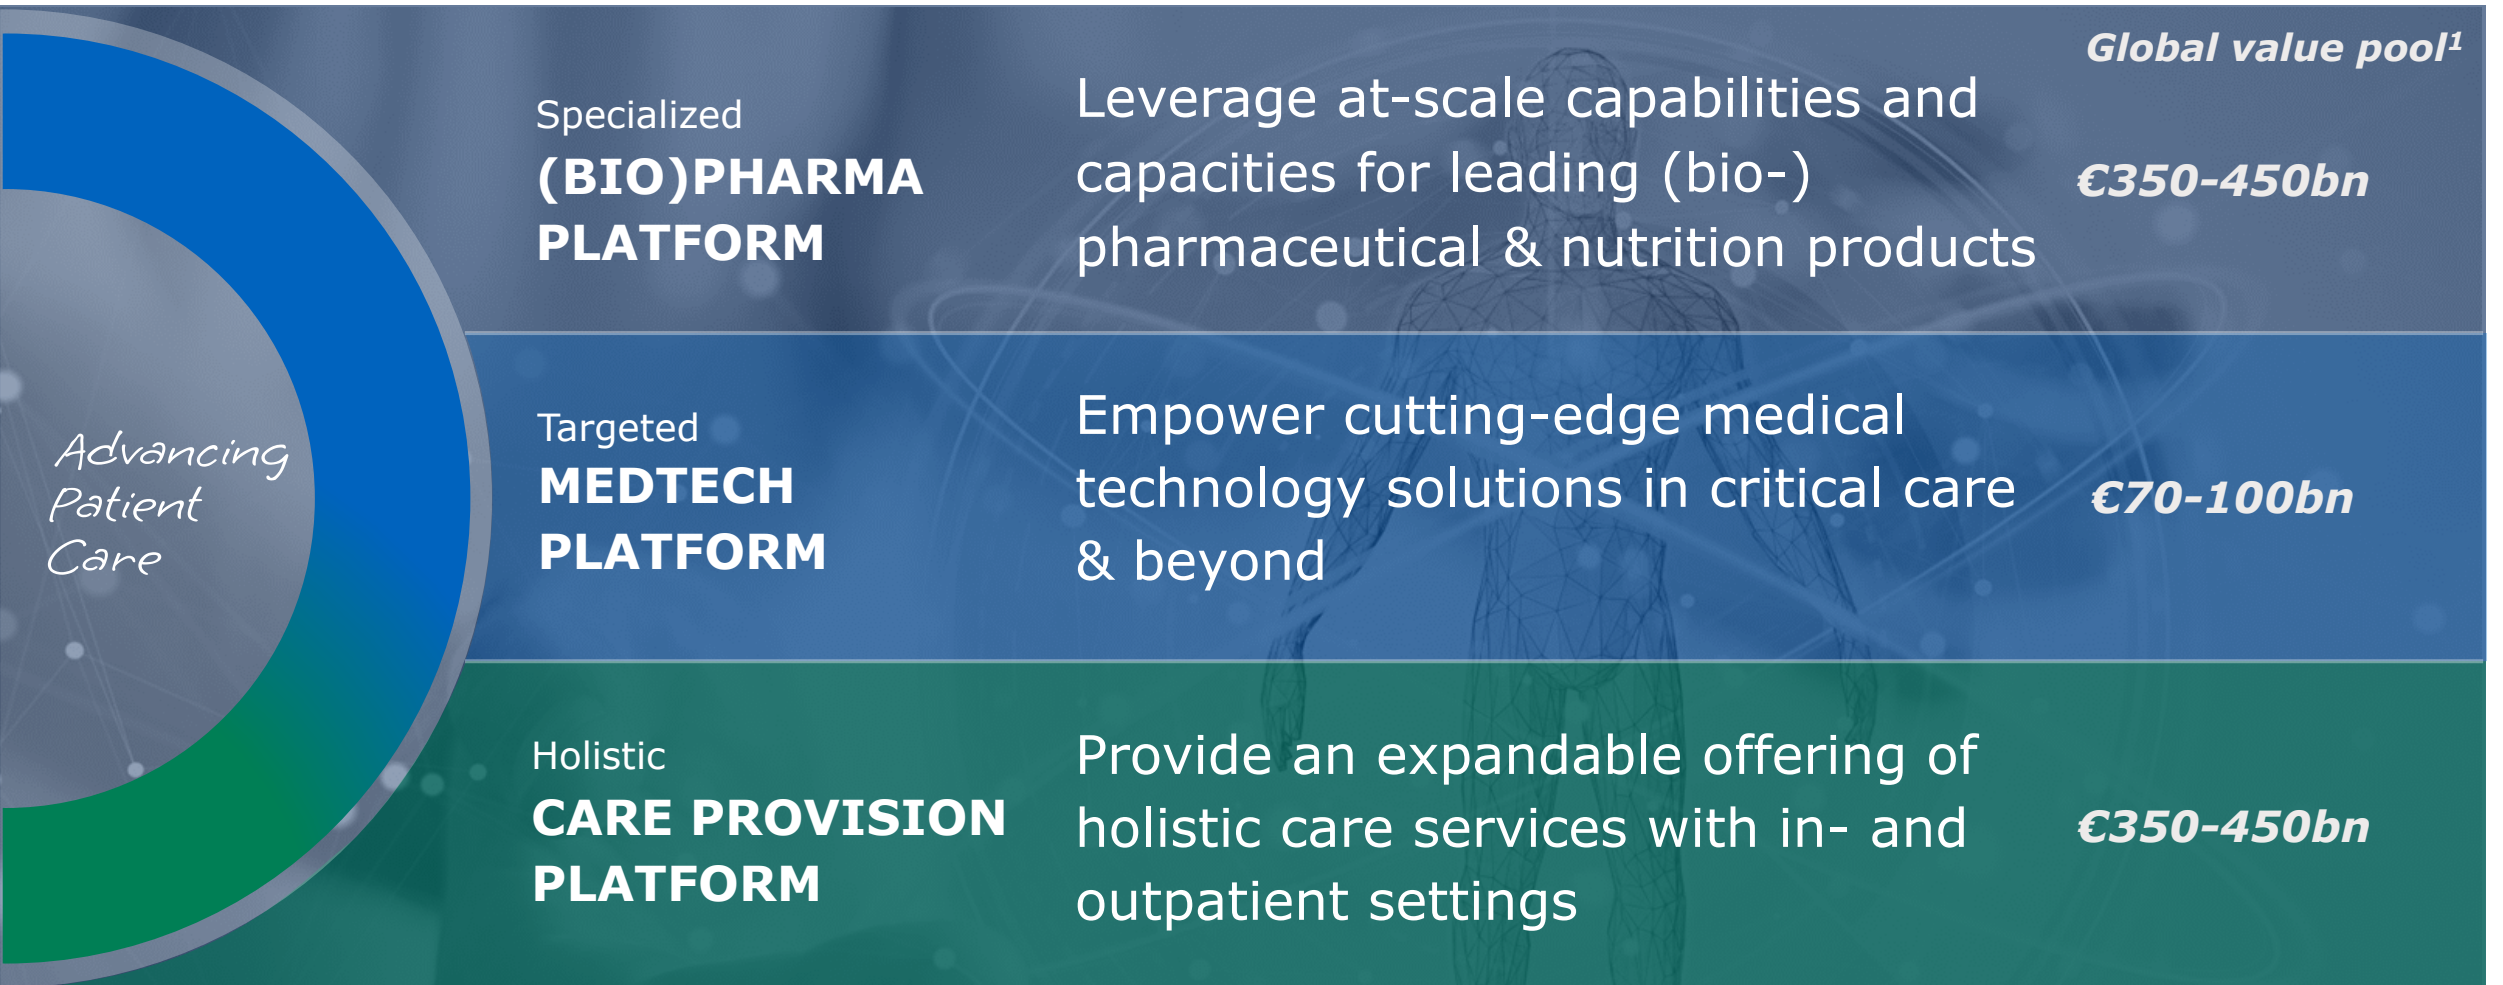 Global value pool¹
Specialized
(BIO)PHARMA
PLATFORM
Leverage at-scale capabilities and
capacities for leading (bio-)
pharmaceutical & nutrition products
€350-450bn
Advancing
Patient
Care
Targeted
MEDTECH
PLATFORM
Empower cutting-edge medical
technology solutions in critical care
& beyond
€70-100bn
Holistic
CARE PROVISION
PLATFORM
Provide an expandable offering of
holistic care services with in- and
outpatient settings
€350-450bn